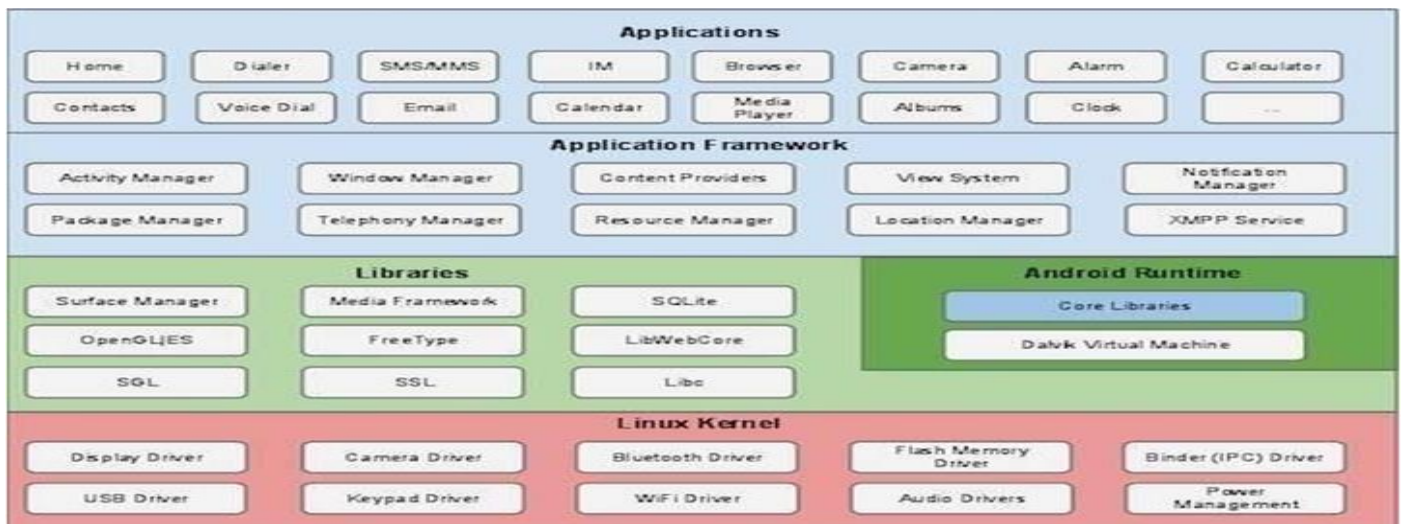 Applications
Home Dialer SMS/MMS IM Browser Camera Alarm Calculator
Contacts Voice Dial Email Calendar Media Player Albums Clock ...
Application Framework
Activity Manager Window Manager Content Providers View System Notification Manager
Package Manager Telephony Manager Resource Manager Location Manager XMPP Service
Libraries
Surface Manager Media Framework SQLite
OpenGL|ES FreeType LibWebCore
SGL SSL Libc
Android Runtime
Core Libraries
Dalvik Virtual Machine
Linux Kernel
Display Driver Camera Driver Bluetooth Driver Flash Memory Driver Binder (IPC) Driver
USB Driver Keypad Driver WiFi Driver Audio Drivers Power Management